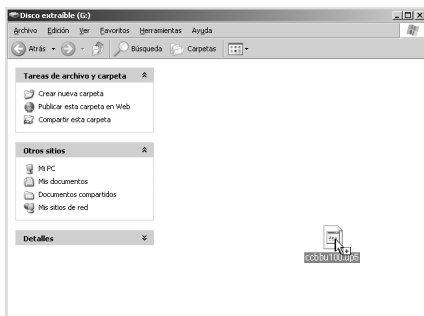 Disco extraíble (G:)
Archivo Edición Ver Favoritos Herramientas Ayuda
Atrás Búsqueda Carpetas
Tareas de archivo y carpeta
Crear nueva carpeta
Publicar esta carpeta en Web
Compartir esta carpeta
Otros sitios
Mi PC
Mis documentos
Documentos compartidos
Mis sitios de red
Detalles
ccbbu100.up6